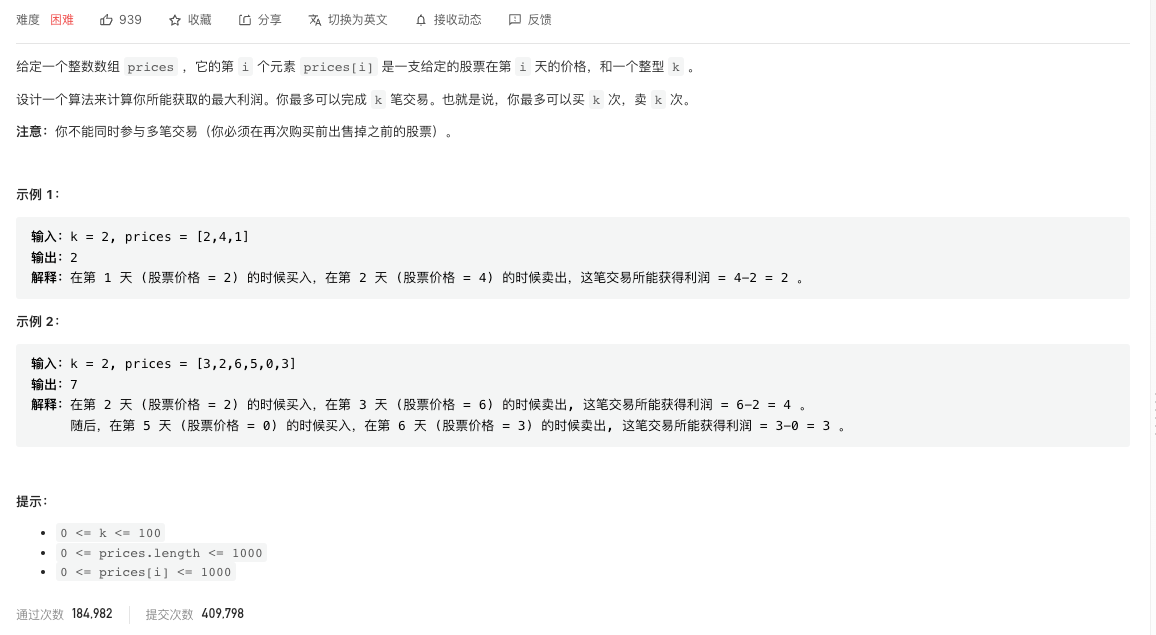 难度 困难 939 收藏 分享 切换为英文 接收动态 反馈
给定一个整数数组 prices ，它的第 i 个元素 prices[i] 是一支给定的股票在第 i 天的价格，和一个整型 k 。
设计一个算法来计算你所能获取的最大利润。你最多可以完成 k 笔交易。也就是说，你最多可以买 k 次，卖 k 次。
注意：你不能同时参与多笔交易（你必须在再次购买前出售掉之前的股票）。
示例 1：
输入：k = 2, prices = [2,4,1]
输出：2
解释：在第 1 天 (股票价格 = 2) 的时候买入，在第 2 天 (股票价格 = 4) 的时候卖出，这笔交易所能获得利润 = 4-2 = 2 。
示例 2：
输入：k = 2, prices = [3,2,6,5,0,3]
输出：7
解释：在第 2 天 (股票价格 = 2) 的时候买入，在第 3 天 (股票价格 = 6) 的时候卖出, 这笔交易所能获得利润 = 6-2 = 4 。
随后，在第 5 天 (股票价格 = 0) 的时候买入，在第 6 天 (股票价格 = 3) 的时候卖出, 这笔交易所能获得利润 = 3-0 = 3 。
提示：
• 0 <= k <= 100
• 0 <= prices.length <= 1000
• 0 <= prices[i] <= 1000
通过次数 184,982 提交次数 409,798